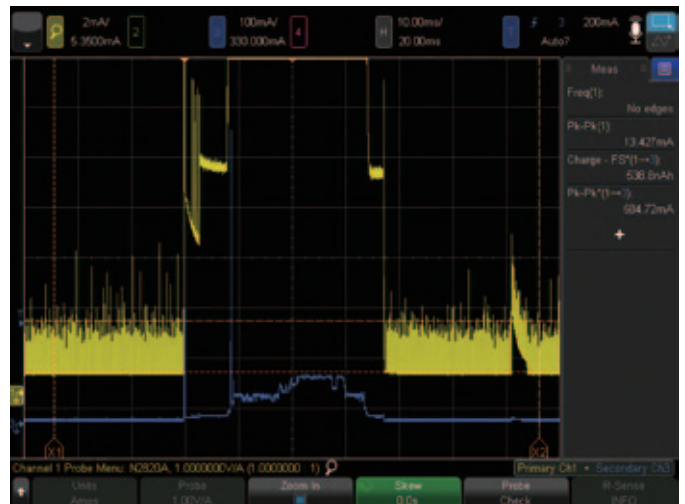 2mA/
5.3500mA
2
3
100mA/
330.000mA
4
H
10.00ms/
20.00ms
T
3
200mA
Auto?
Meas
Freq(1):
No edges
Pk-Pk(1):
13.427mA
Charge - FS*(1→3):
538.8nAh
Pk-Pk*(1→3):
684.72mA
X1
X2
Channel 1 Probe Menu: N2820A, 1.0000000V/A (1.0000000 : 1)
Primary Ch1 • Secondary Ch3
Units
Amps
Probe
1.00V/A
Zoom In
Skew
0.0s
Probe
Check
R-Sense
INFO